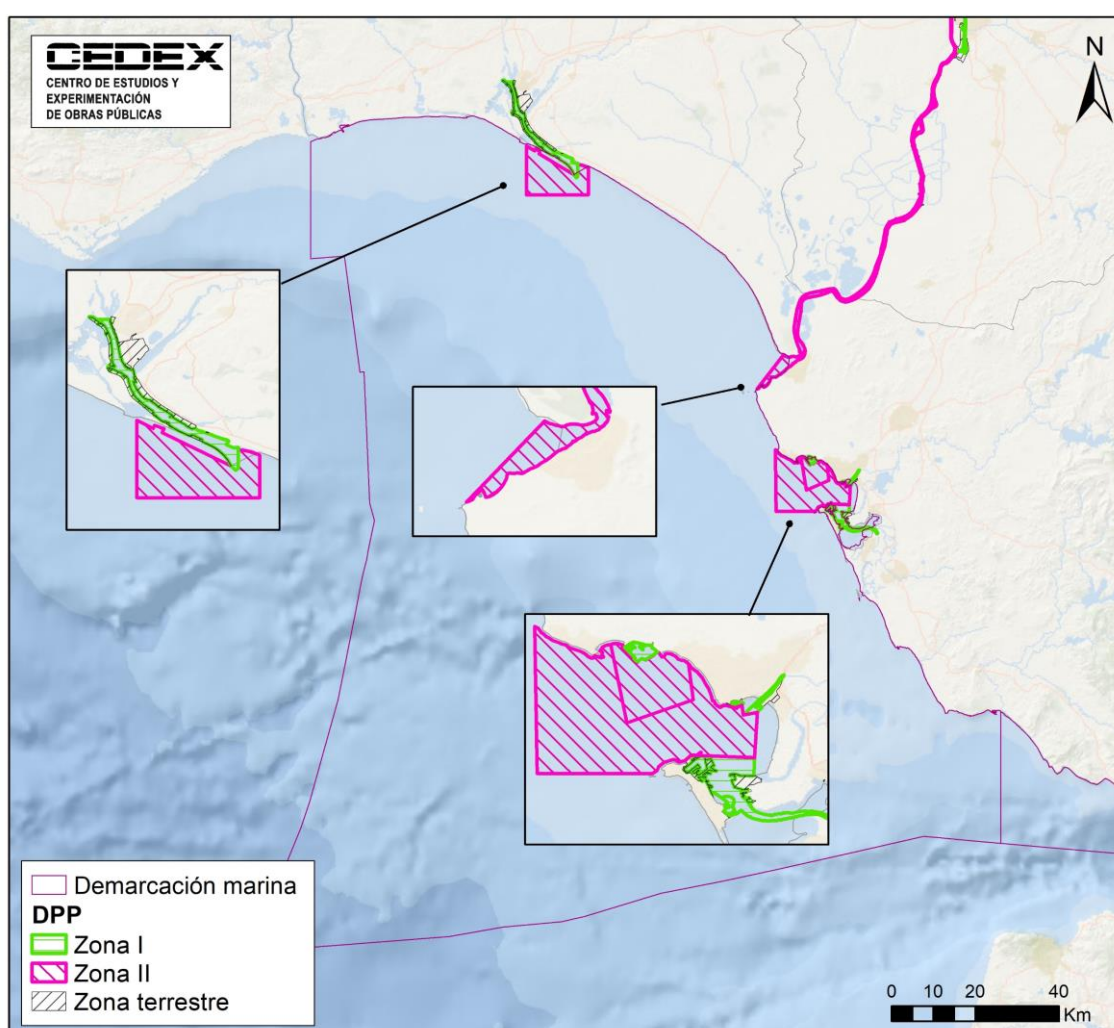 CEDEX
CENTRO DE ESTUDIOS Y
EXPERIMENTACIÓN
DE OBRAS PÚBLICAS
N
Demarcación marina
DPP
Zona I
Zona II
Zona terrestre
0 10 20 40
Km